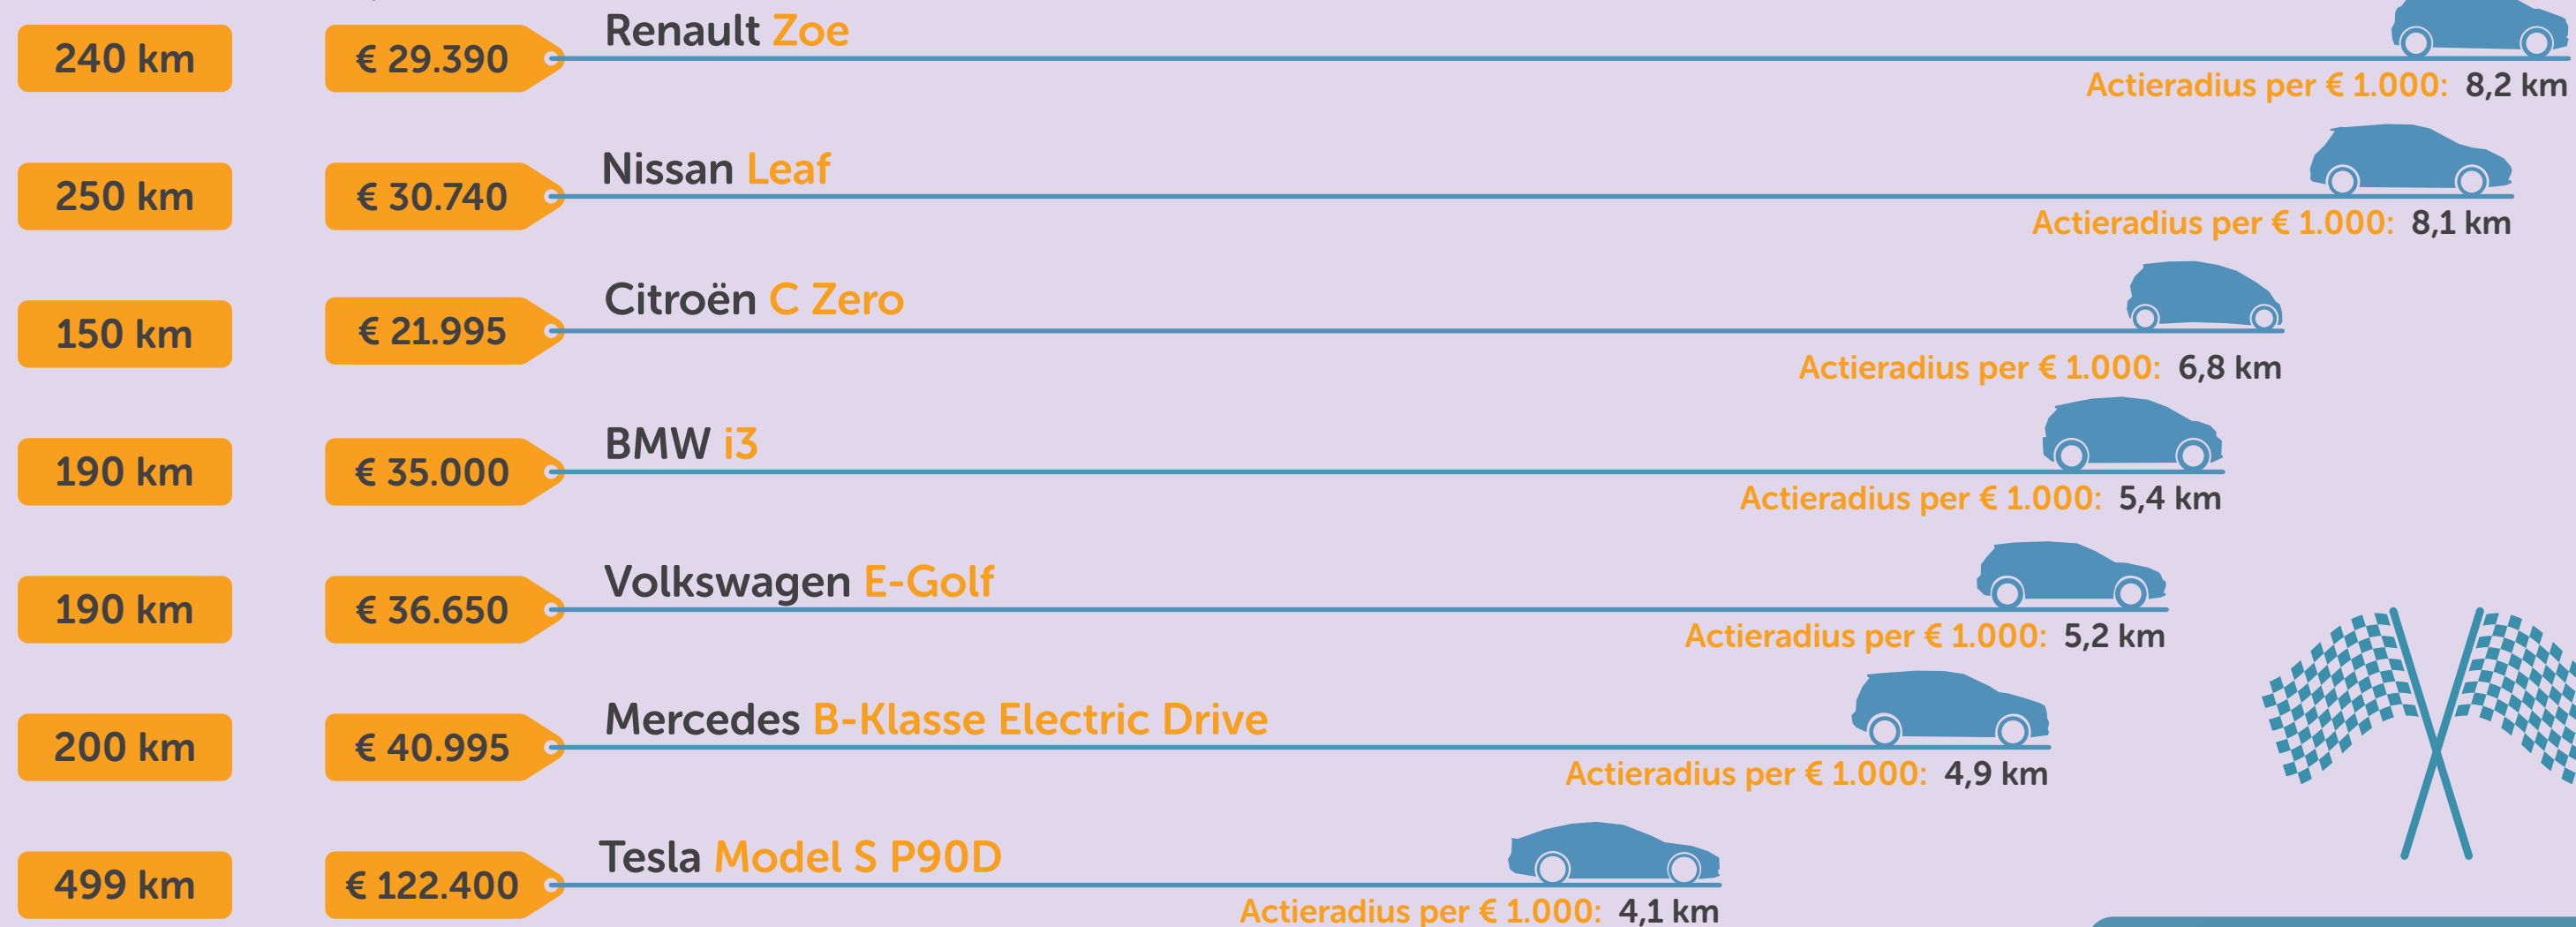 Renault Zoe
240 km € 29.390
Actieradius per € 1.000: 8,2 km
Nissan Leaf
250 km € 30.740
Actieradius per € 1.000: 8,1 km
Citroën C Zero
150 km € 21.995
Actieradius per € 1.000: 6,8 km
BMW i3
190 km € 35.000
Actieradius per € 1.000: 5,4 km
Volkswagen E-Golf
190 km € 36.650
Actieradius per € 1.000: 5,2 km
Mercedes B-Klasse Electric Drive
200 km € 40.995
Actieradius per € 1.000: 4,9 km
Tesla Model S P90D
499 km € 122.400
Actieradius per € 1.000: 4,1 km